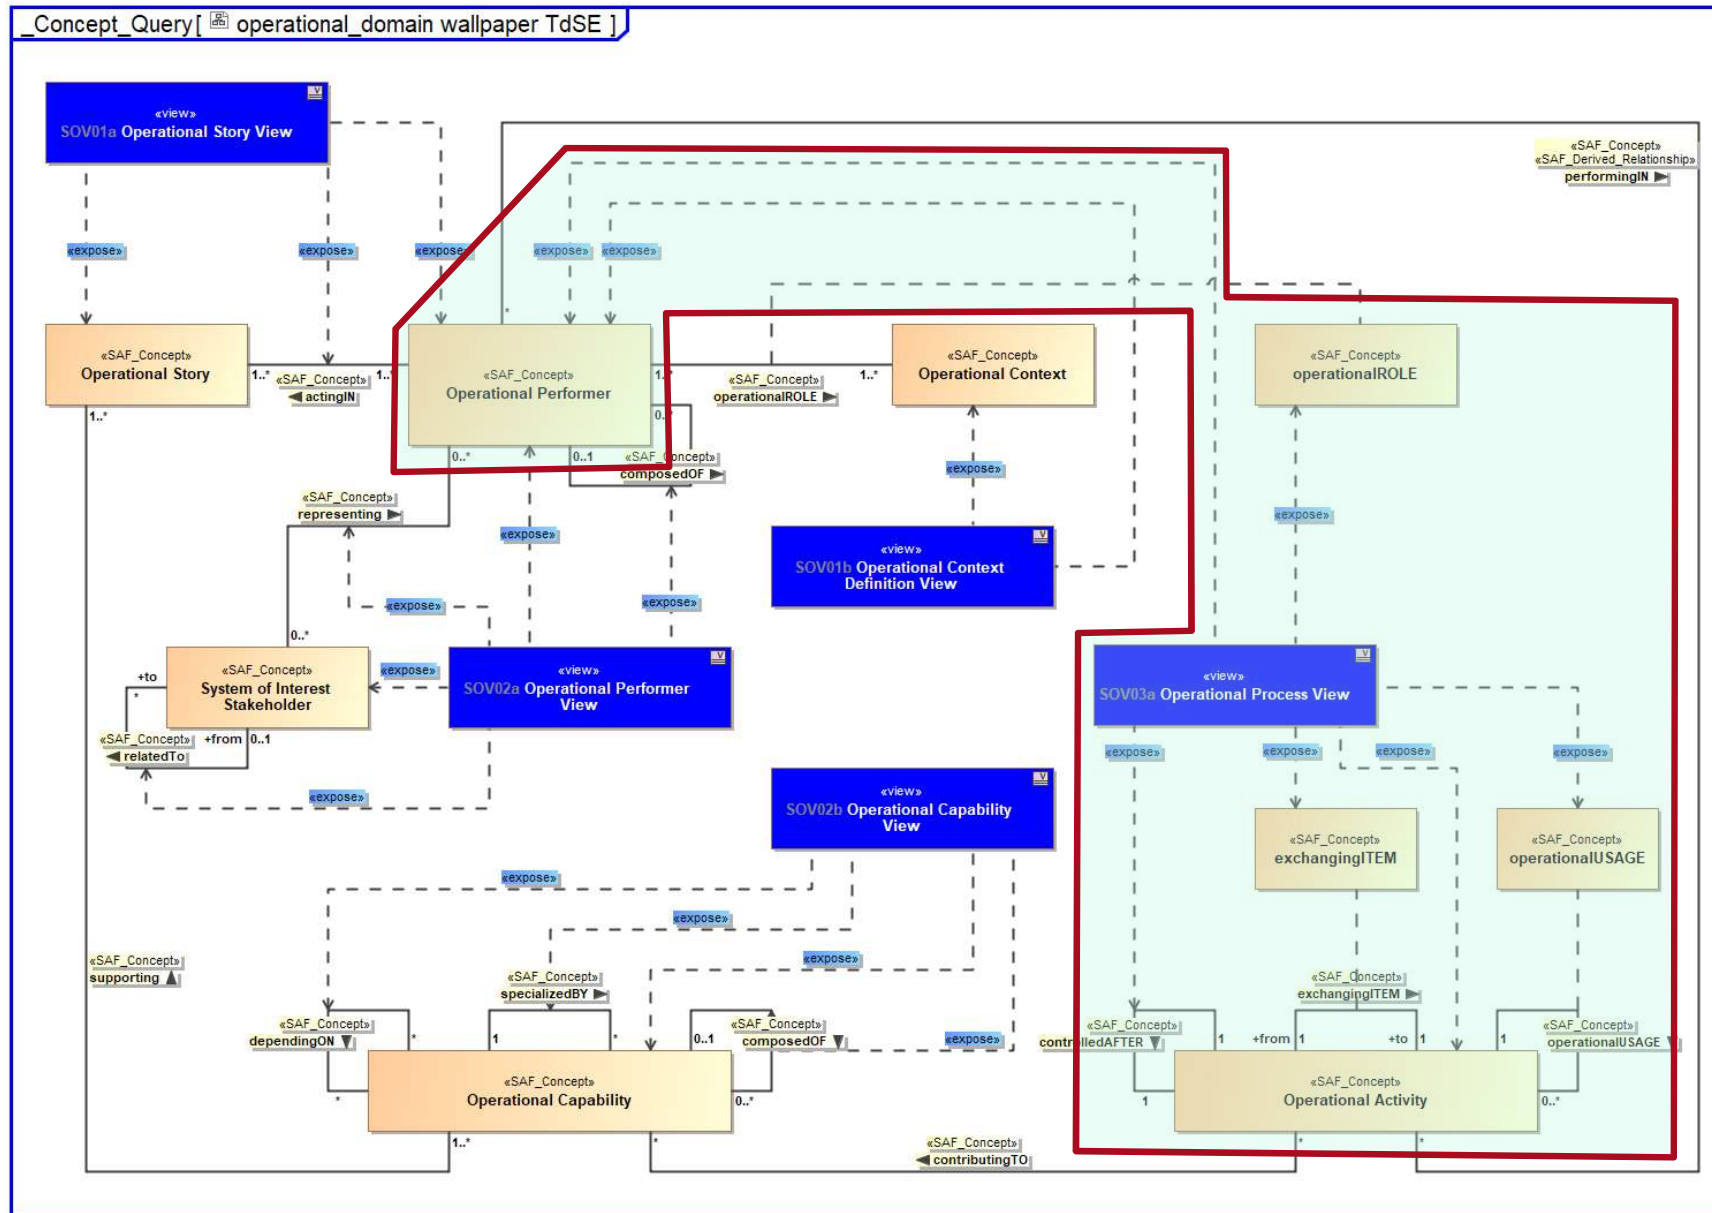 _Concept_Query[ operational_domain wallpaper TdSE ]
«view»
SOV01a Operational Story View
«SAF_Concept»
«SAF_Derived_Relationship»
performingIN
«expose»
«expose»
«expose»
«expose»
«expose»
*
«SAF_Concept»
Operational Story
1..*
«SAF_Concept»
actingIN
1..*
«SAF_Concept»
Operational Performer
1..*
«SAF_Concept»
operationalROLE
1..*
«SAF_Concept»
Operational Context
«SAF_Concept»
operationalROLE
1..*
0..*
0..*
0..1
«SAF_Concept»
composedOF
«expose»
«SAF_Concept»
representing
«expose»
«expose»
«view»
SOV01b Operational Context
Definition View
«expose»
«expose»
0..*
«SAF_Concept»
System of Interest
Stakeholder
+to
*
«expose»
«view»
SOV02a Operational Performer
View
«view»
SOV03a Operational Process View
«SAF_Concept»
relatedTo
+from
0..1
«expose»
«expose»
«expose»
«expose»
«expose»
«view»
SOV02b Operational Capability
View
«SAF_Concept»
exchangingITEM
«SAF_Concept»
operationalUSAGE
«expose»
«expose»
«expose»
«SAF_Concept»
supporting
«SAF_Concept»
specializedBY
«SAF_Concept»
exchangingITEM
«SAF_Concept»
dependingON
*
1
*
0..1
«SAF_Concept»
composedOF
«expose»
«SAF_Concept»
controlledAFTER
1
+from
1
+to
1
1
«SAF_Concept»
operationalUSAGE
«SAF_Concept»
Operational Capability
*
0..*
«SAF_Concept»
Operational Activity
1
0..*
1..*
*
«SAF_Concept»
contributingTO
*
*